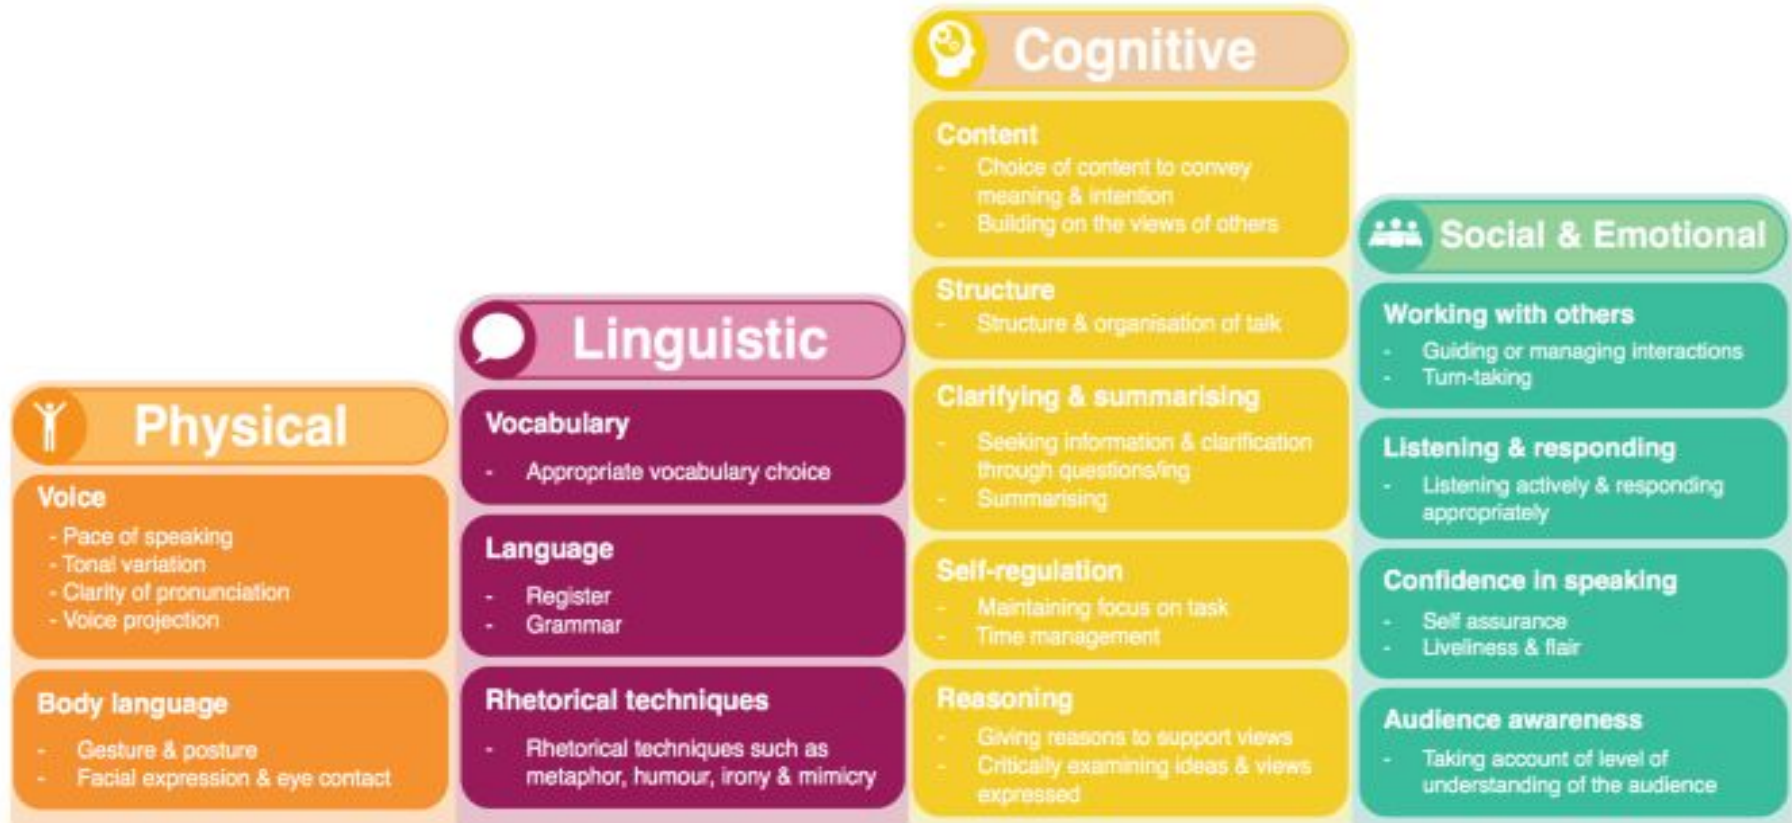 Physical
Voice
- Pace of speaking
- Tonal variation
- Clarity of pronunciation
- Voice projection
Body language
- Gesture & posture
- Facial expression & eye contact
Linguistic
Vocabulary
- Appropriate vocabulary choice
Language
- Register
- Grammar
Rhetorical techniques
- Rhetorical techniques such as
metaphor, humour, irony & mimicry
Cognitive
Content
- Choice of content to convey
meaning & intention
- Building on the views of others
Structure
- Structure & organisation of talk
Clarifying & summarising
- Seeking information & clarification
through questions/ing
- Summarising
Self-regulation
- Maintaining focus on task
- Time management
Reasoning
- Giving reasons to support views
- Critically examining ideas & views
expressed
Social & Emotional
Working with others
- Guiding or managing interactions
- Turn-taking
Listening & responding
- Listening actively & responding
appropriately
Confidence in speaking
- Self assurance
- Liveliness & flair
Audience awareness
- Taking account of level of
understanding of the audience